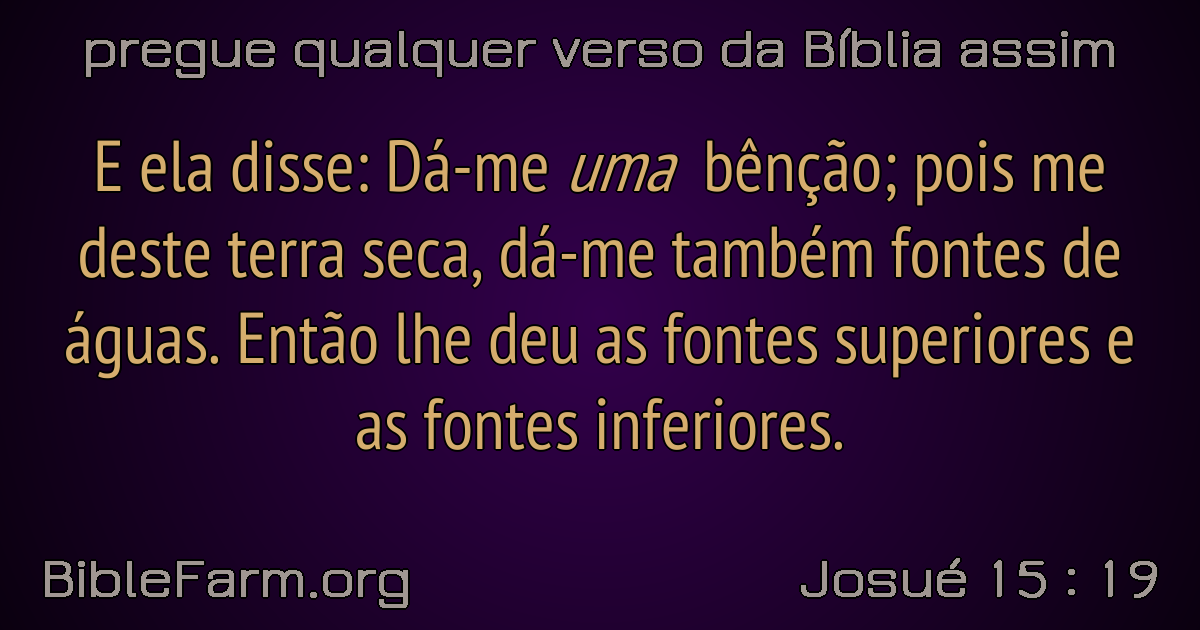 pregue qualquer verso da Bíblia assim
E ela disse: Dá-me uma bênção; pois me
deste terra seca, dá-me também fontes de
águas. Então lhe deu as fontes superiores e
as fontes inferiores.
BibleFarm.org
Josué 15 : 19